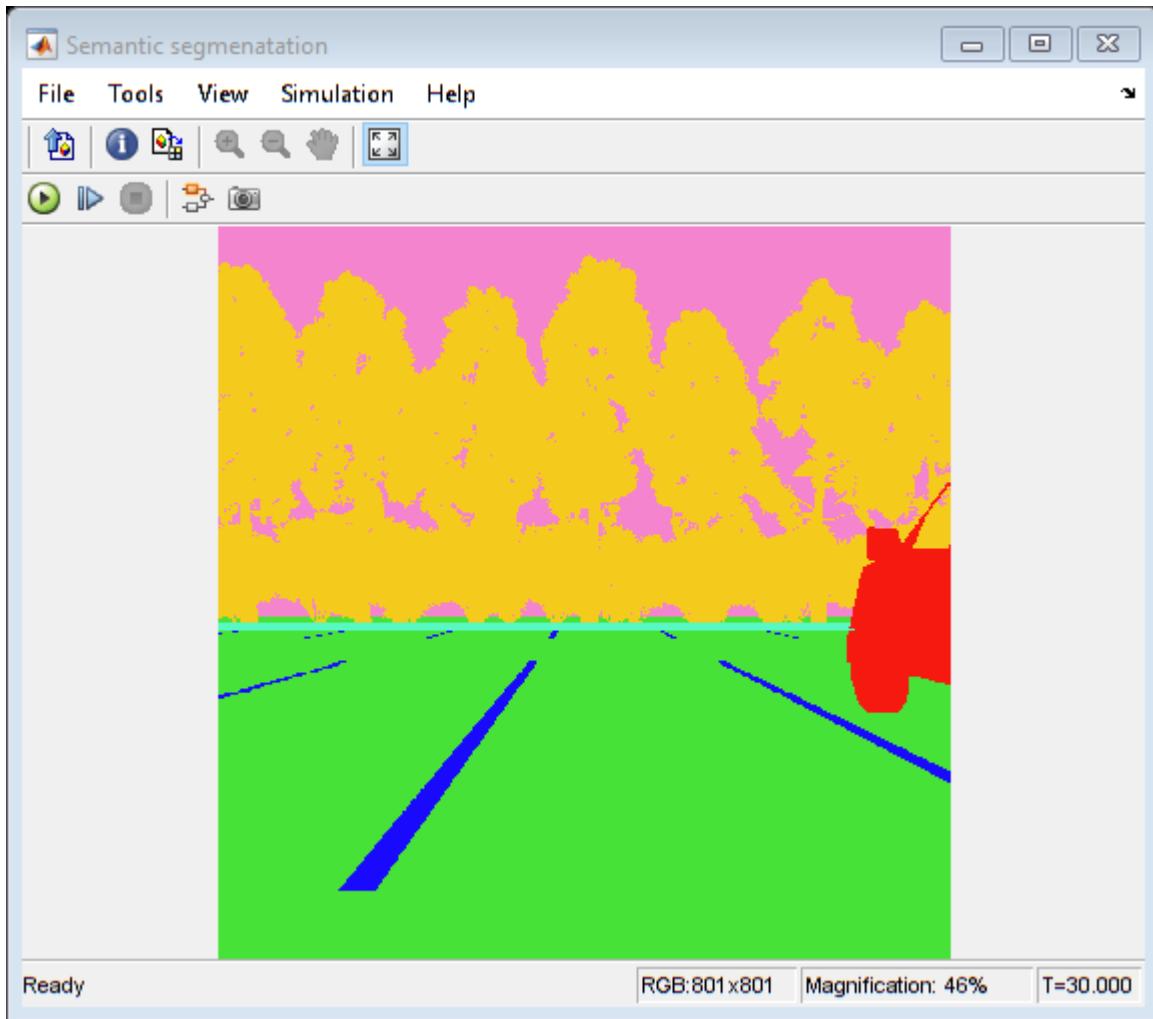 Semantic segmenatation
File Tools View Simulation Help
Ready RGB:801x801 Magnification: 46% T=30.000